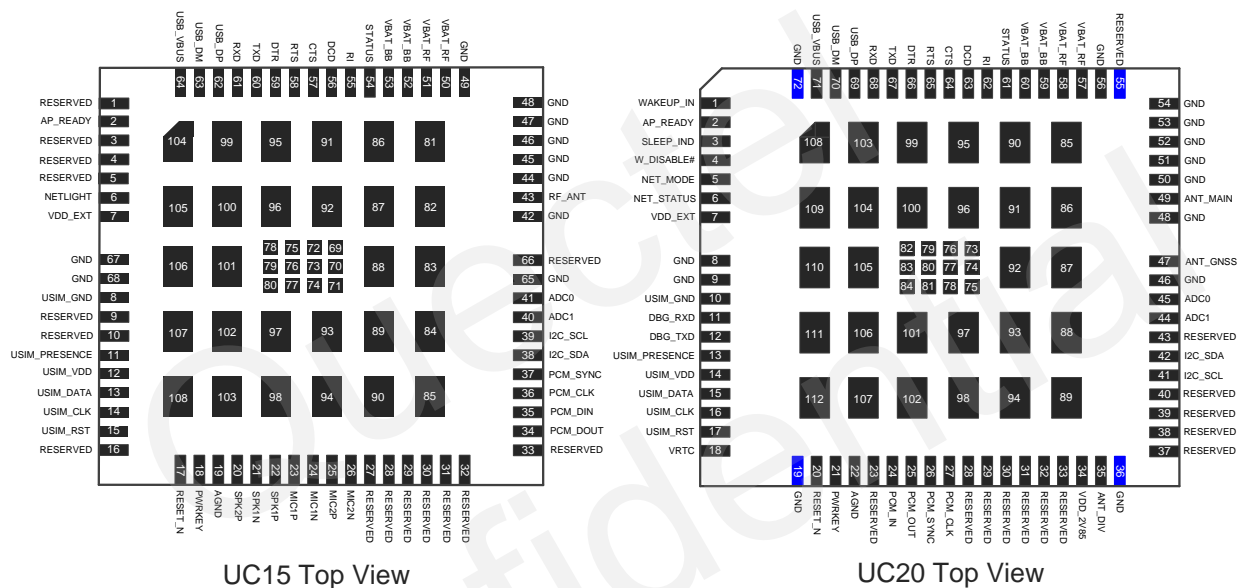 USB_VBUS
USB_DM
USB_DP
RXD
TXD
DTR
RTS
CTS
DCD
RI
STATUS
VBAT_BB
VBAT_BB
VBAT_RF
VBAT_RF
GND
64 63 62 61 60 59 58 57 56 55 54 53 52 51 50 49
RESERVED 1
AP_READY 2
RESERVED 3
RESERVED 4
RESERVED 5
NETLIGHT 6
VDD_EXT 7
GND 67
GND 68
USIM_GND 8
RESERVED 9
RESERVED 10
USIM_PRESENCE 11
USIM_VDD 12
USIM_DATA 13
USIM_CLK 14
USIM_RST 15
RESERVED 16
104 99 95 91 86 81
105 100 96 92 87 82
78 75 72 69
106 101 79 76 73 70 88 83
80 77 74 71
107 102 97 93 89 84
108 103 98 94 90 85
48 GND
47 GND
46 GND
45 GND
44 GND
43 RF_ANT
42 GND
66 RESERVED
65 GND
41 ADC0
40 ADC1
39 I2C_SCL
38 I2C_SDA
37 PCM_SYNC
36 PCM_CLK
35 PCM_DIN
34 PCM_DOUT
33 RESERVED
17 18 19 20 21 22 23 24 25 26 27 28 29 30 31 32
RESET_N
PWRKEY
AGND
SPK2P
SPK1N
SPK1P
MIC1P
MIC1N
MIC2P
MIC2N
RESERVED
RESERVED
RESERVED
RESERVED
RESERVED
RESERVED
UC15 Top View
GND
USB_VBUS
USB_DM
USB_DP
RXD
TXD
DTR
RTS
CTS
DCD
RI
STATUS
VBAT_BB
VBAT_BB
VBAT_RF
VBAT_RF
GND
RESERVED
72 71 70 69 68 67 66 65 64 63 62 61 60 59 58 57 56 55
WAKEUP_IN 1
AP_READY 2
SLEEP_IND 3
W_DISABLE# 4
NET_MODE 5
NET_STATUS 6
VDD_EXT 7
GND 8
GND 9
USIM_GND 10
DBG_RXD 11
DBG_TXD 12
USIM_PRESENCE 13
USIM_VDD 14
USIM_DATA 15
USIM_CLK 16
USIM_RST 17
VRTC 18
108 103 99 95 90 85
109 104 100 96 91 86
82 79 76 73
110 105 83 80 77 74 92 87
84 81 78 75
111 106 101 97 93 88
112 107 102 98 94 89
54 GND
53 GND
52 GND
51 GND
50 GND
49 ANT_MAIN
48 GND
47 ANT_GNSS
46 GND
45 ADC0
44 ADC1
43 RESERVED
42 I2C_SDA
41 I2C_SCL
40 RESERVED
39 RESERVED
38 RESERVED
37 RESERVED
19 20 21 22 23 24 25 26 27 28 29 30 31 32 33 34 35 36
GND
RESET_N
PWRKEY
AGND
RESERVED
PCM_IN
PCM_OUT
PCM_SYNC
PCM_CLK
RESERVED
RESERVED
RESERVED
RESERVED
RESERVED
RESERVED
VDD_2V85
ANT_DIV
GND
UC20 Top View
Quectel
fidential